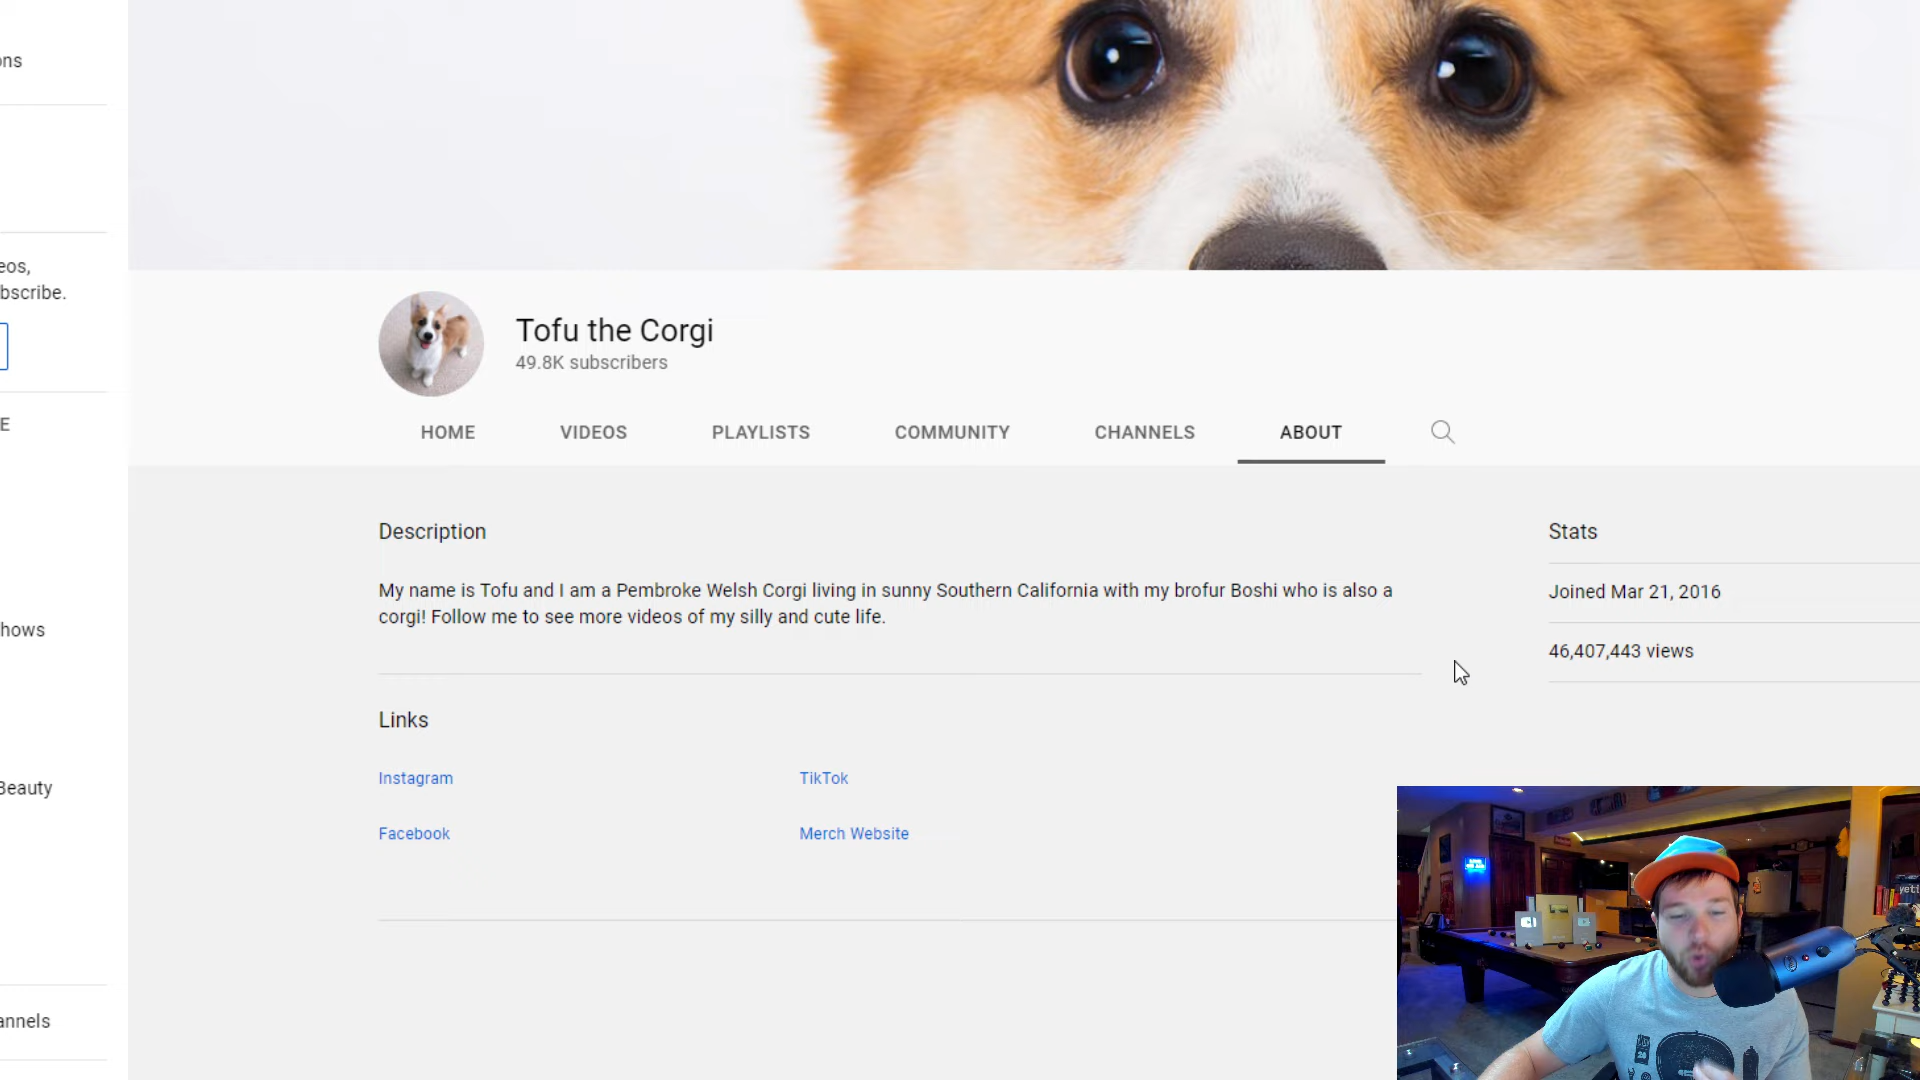 ons
eos,
bscribe.
E
hows
Beauty
annels
Tofu the Corgi
49.8K subscribers
HOME VIDEOS PLAYLISTS COMMUNITY CHANNELS ABOUT
Description
My name is Tofu and I am a Pembroke Welsh Corgi living in sunny Southern California with my brofur Boshi who is also a
corgi! Follow me to see more videos of my silly and cute life.
Links
Instagram TikTok
Facebook Merch Website
Stats
Joined Mar 21, 2016
46,407,443 views
yeti